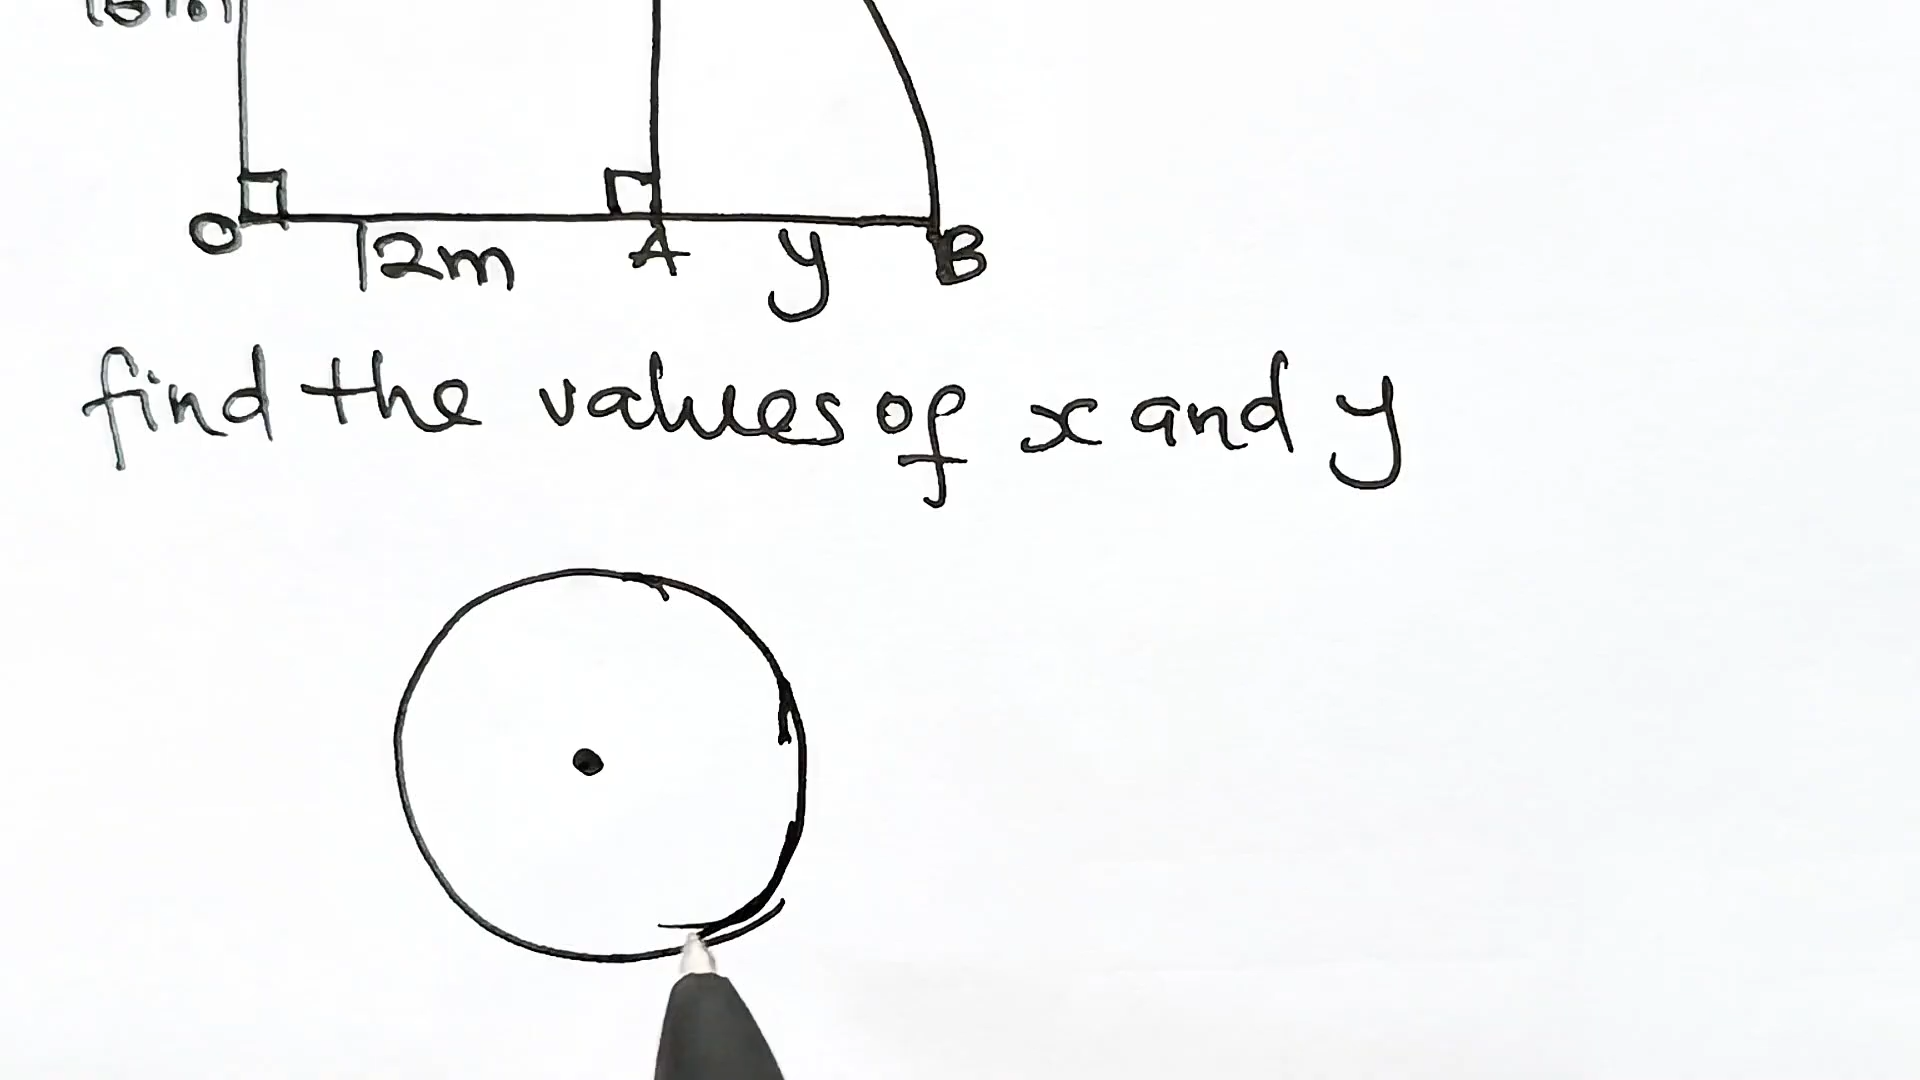 O 12m A y B
find the values of x and y